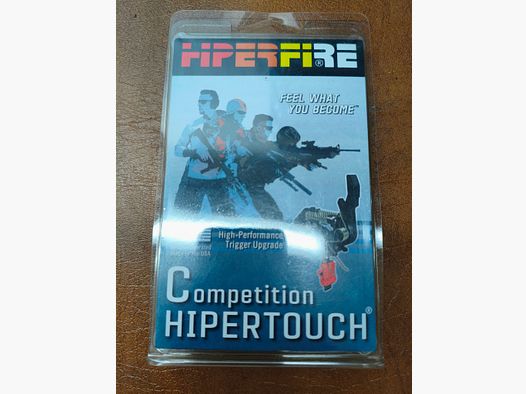 HIPERFIRE®
FEEL WHAT
YOU BECOME™
High-Performance
Trigger Upgrade
Competition
HIPERTOUCH®